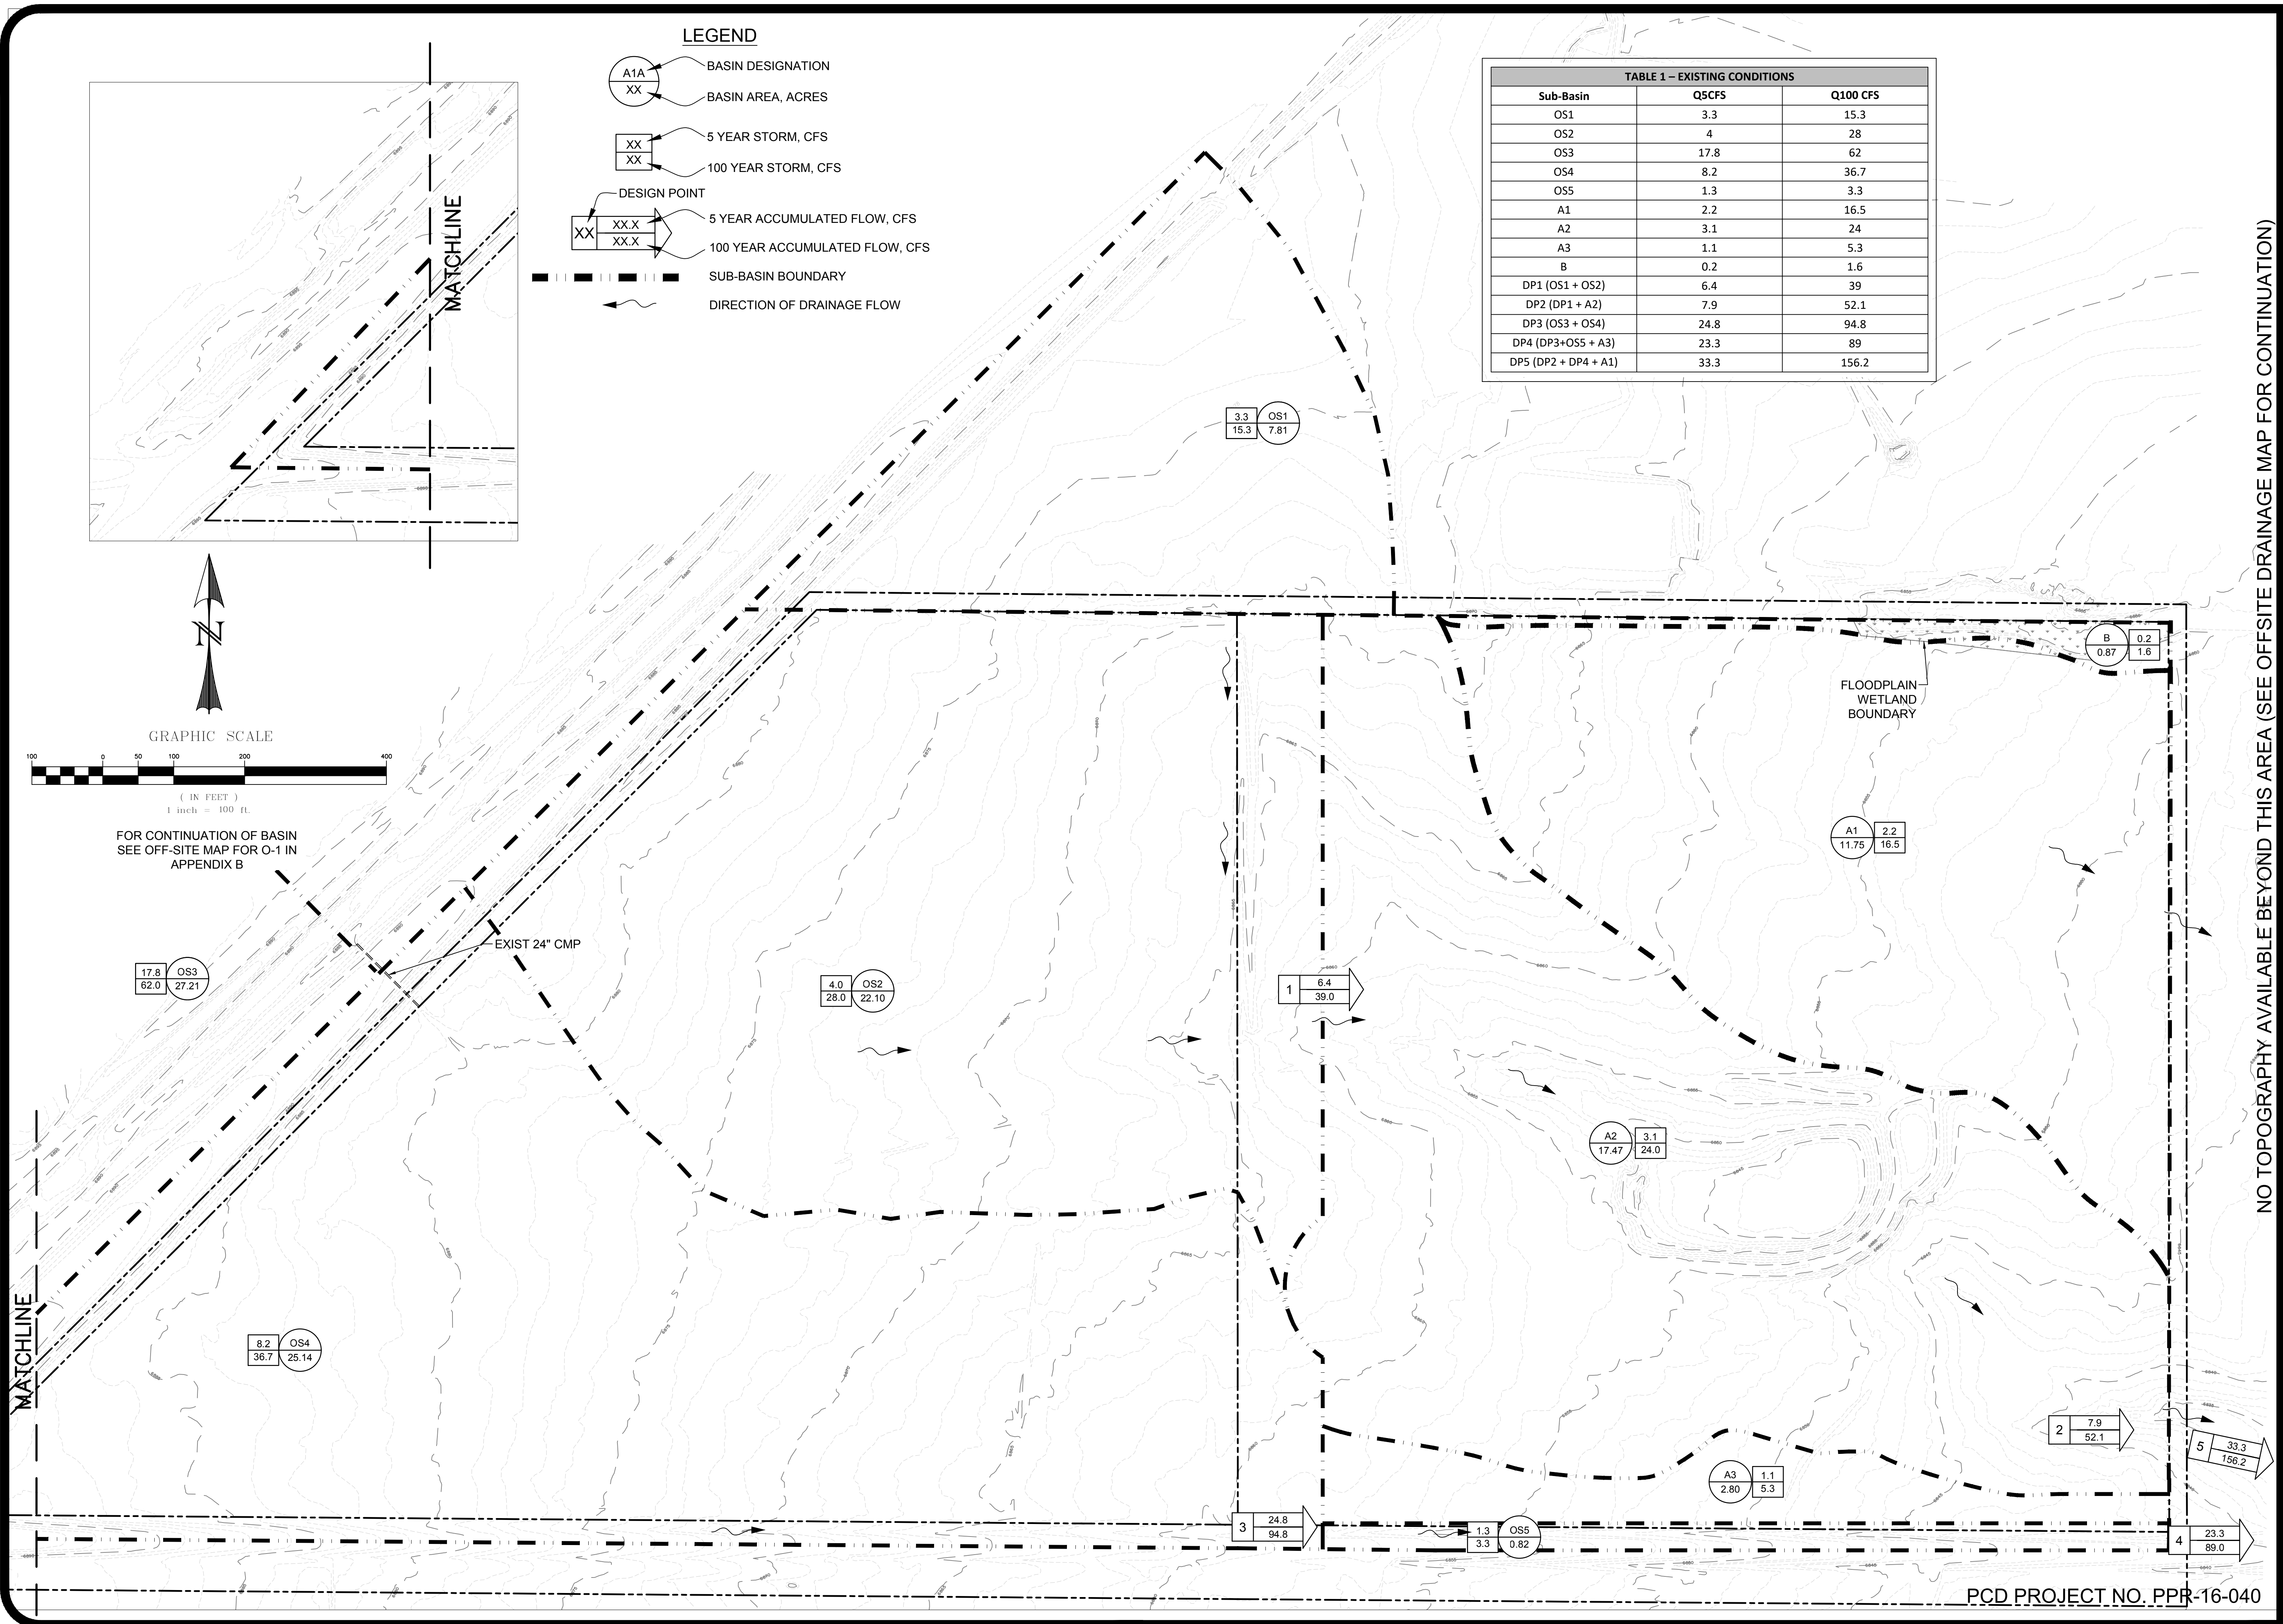 LEGEND
A1A
XX
BASIN DESIGNATION
BASIN AREA, ACRES
XX
XX
5 YEAR STORM, CFS
100 YEAR STORM, CFS
DESIGN POINT
XX
XX.X
XX.X
5 YEAR ACCUMULATED FLOW, CFS
100 YEAR ACCUMULATED FLOW, CFS
SUB-BASIN BOUNDARY
DIRECTION OF DRAINAGE FLOW
MATCHLINE
TABLE 1 – EXISTING CONDITIONS
Sub-Basin Q5CFS Q100 CFS
OS1 3.3 15.3
OS2 4 28
OS3 17.8 62
OS4 8.2 36.7
OS5 1.3 3.3
A1 2.2 16.5
A2 3.1 24
A3 1.1 5.3
B 0.2 1.6
DP1 (OS1 + OS2) 6.4 39
DP2 (DP1 + A2) 7.9 52.1
DP3 (OS3 + OS4) 24.8 94.8
DP4 (DP3+OS5 + A3) 23.3 89
DP5 (DP2 + DP4 + A1) 33.3 156.2
NO TOPOGRAPHY AVAILABLE BEYOND THIS AREA (SEE OFFSITE DRAINAGE MAP FOR CONTINUATION)
3.3 OS1
15.3 7.81
N
GRAPHIC SCALE
100 0 50 100 200 400
( IN FEET )
1 inch = 100 ft.
B 0.2
0.87 1.6
FLOODPLAIN
WETLAND
BOUNDARY
FOR CONTINUATION OF BASIN
SEE OFF-SITE MAP FOR O-1 IN
APPENDIX B
A1 2.2
11.75 16.5
EXIST 24" CMP
17.8 OS3
62.0 27.21
4.0 OS2
28.0 22.10
1 6.4
39.0
A2 3.1
17.47 24.0
MATCHLINE
8.2 OS4
36.7 25.14
2 7.9
52.1
5 33.3
156.2
A3 1.1
2.80 5.3
3 24.8
94.8
1.3 OS5
3.3 0.82
4 23.3
89.0
PCD PROJECT NO. PPR-16-040